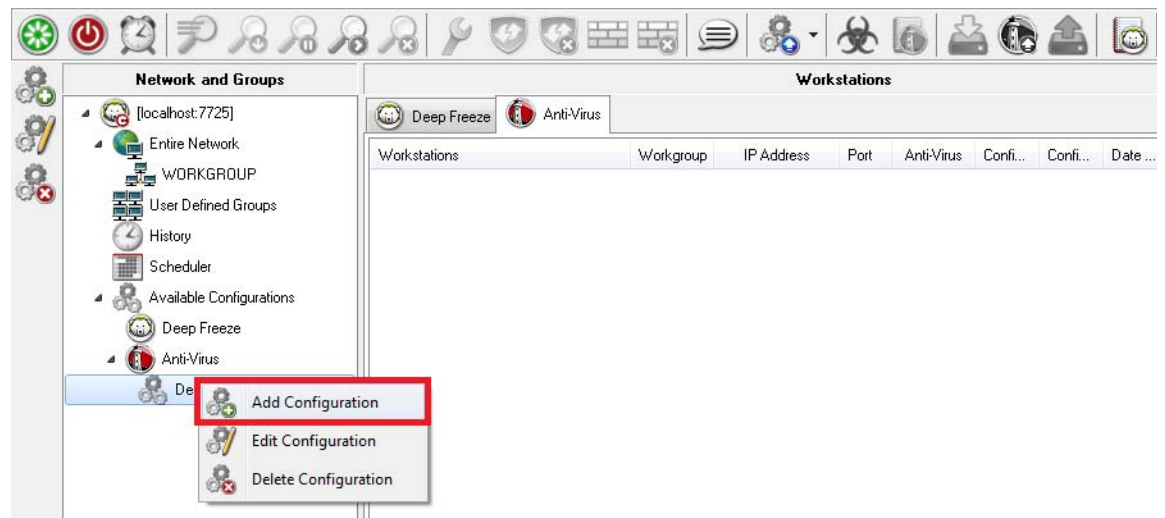 Network and Groups
Workstations
[localhost:7725]
Entire Network
WORKGROUP
User Defined Groups
History
Scheduler
Available Configurations
Deep Freeze
Anti-Virus
De
Add Configuration
Edit Configuration
Delete Configuration
Deep Freeze
Anti-Virus
Workstations Workgroup IP Address Port Anti-Virus Confi... Confi... Date ...